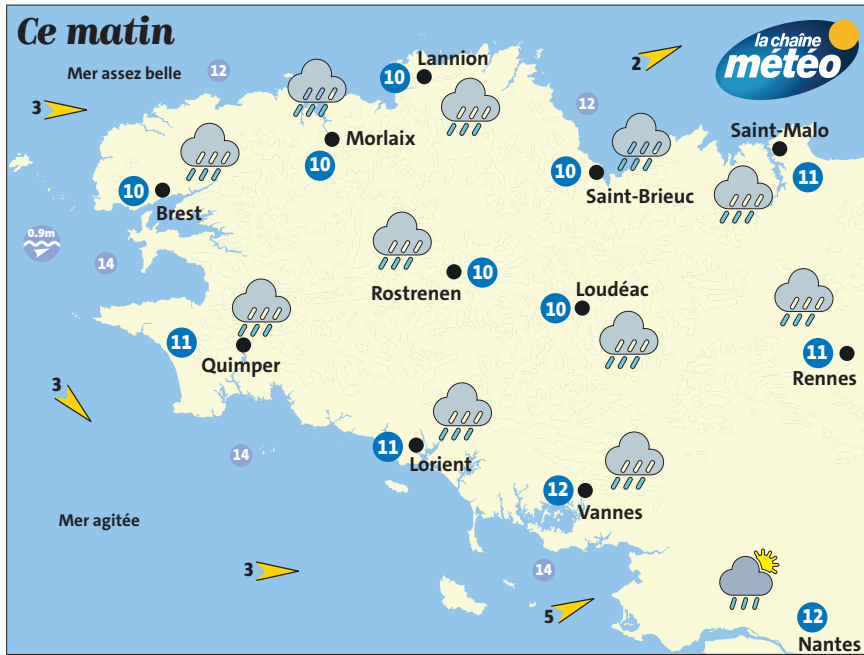 Ce matin
la chaîne
météo
Mer assez belle
12
2
3
10
Lannion
12
Morlaix
10
Saint-Malo
11
10
Saint-Brieuc
10
Brest
0.9m
14
Rostrenen
10
Loudéac
10
11
Quimper
11
Rennes
3
11
Lorient
14
12
Vannes
Mer agitée
3
14
5
12
Nantes